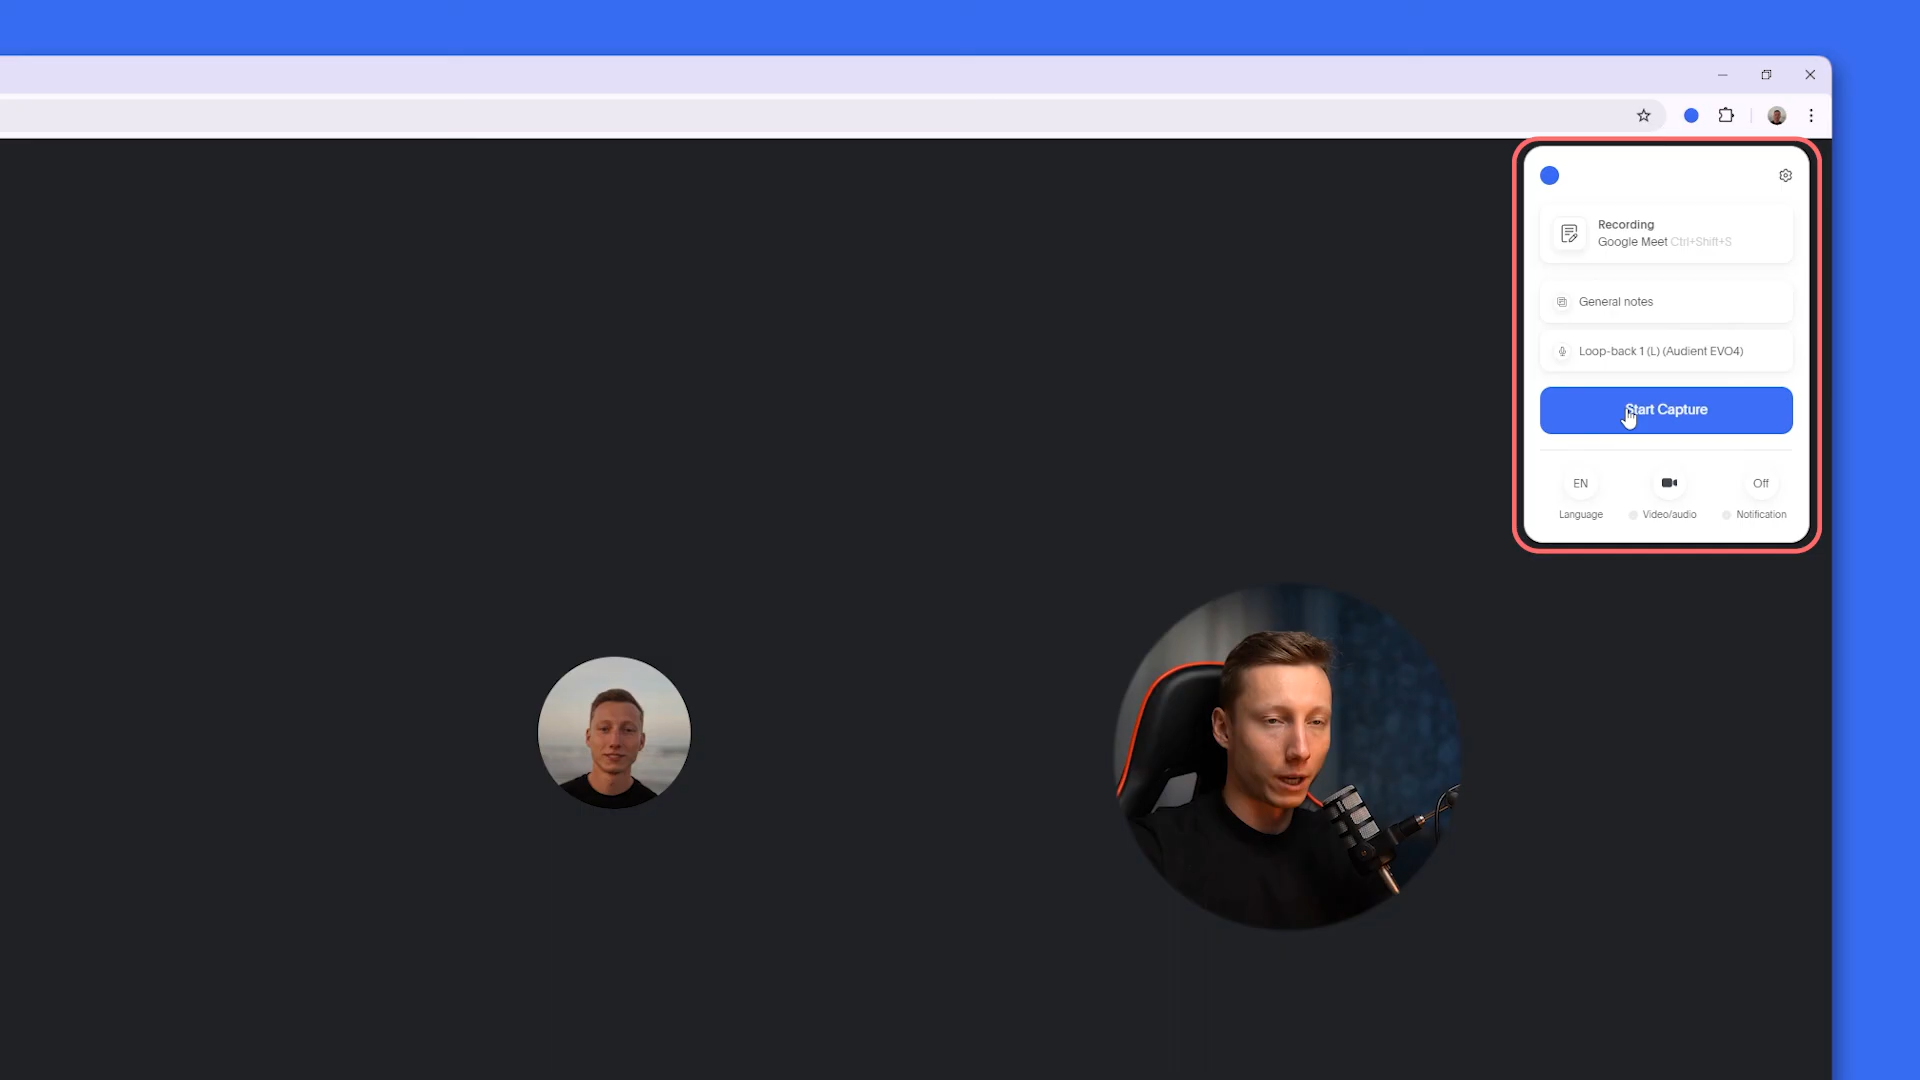 Recording
Google Meet Ctrl+Shift+S
General notes
Loop-back 1 (L) (Audient EVO4)
Start Capture
EN
Off
Language
Video/audio
Notification